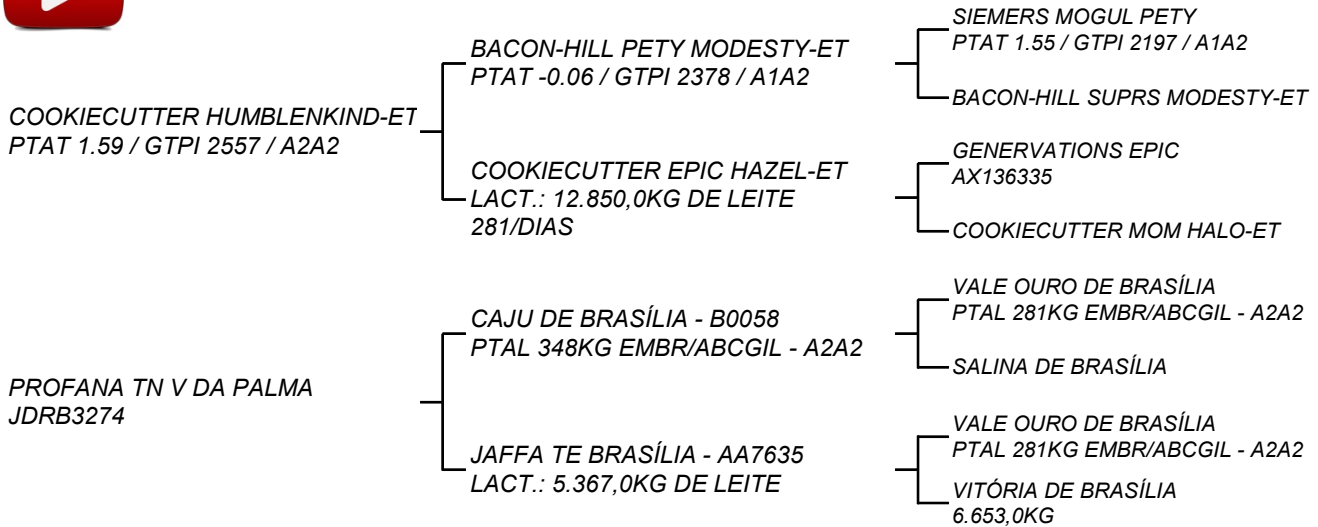 COOKIECUTTER HUMBLENKIND-ET
PTAT 1.59 / GTPI 2557 / A2A2
BACON-HILL PETY MODESTY-ET
PTAT -0.06 / GTPI 2378 / A1A2
SIEMERS MOGUL PETY
PTAT 1.55 / GTPI 2197 / A1A2
BACON-HILL SUPRS MODESTY-ET
COOKIECUTTER EPIC HAZEL-ET
LACT.: 12.850,0KG DE LEITE
281/DIAS
GENERVATIONS EPIC
AX136335
COOKIECUTTER MOM HALO-ET
PROFANA TN V DA PALMA
JDRB3274
CAJU DE BRASÍLIA - B0058
PTAL 348KG EMBR/ABCGIL - A2A2
VALE OURO DE BRASÍLIA
PTAL 281KG EMBR/ABCGIL - A2A2
SALINA DE BRASÍLIA
JAFFA TE BRASÍLIA - AA7635
LACT.: 5.367,0KG DE LEITE
VALE OURO DE BRASÍLIA
PTAL 281KG EMBR/ABCGIL - A2A2
VITÓRIA DE BRASÍLIA
6.653,0KG